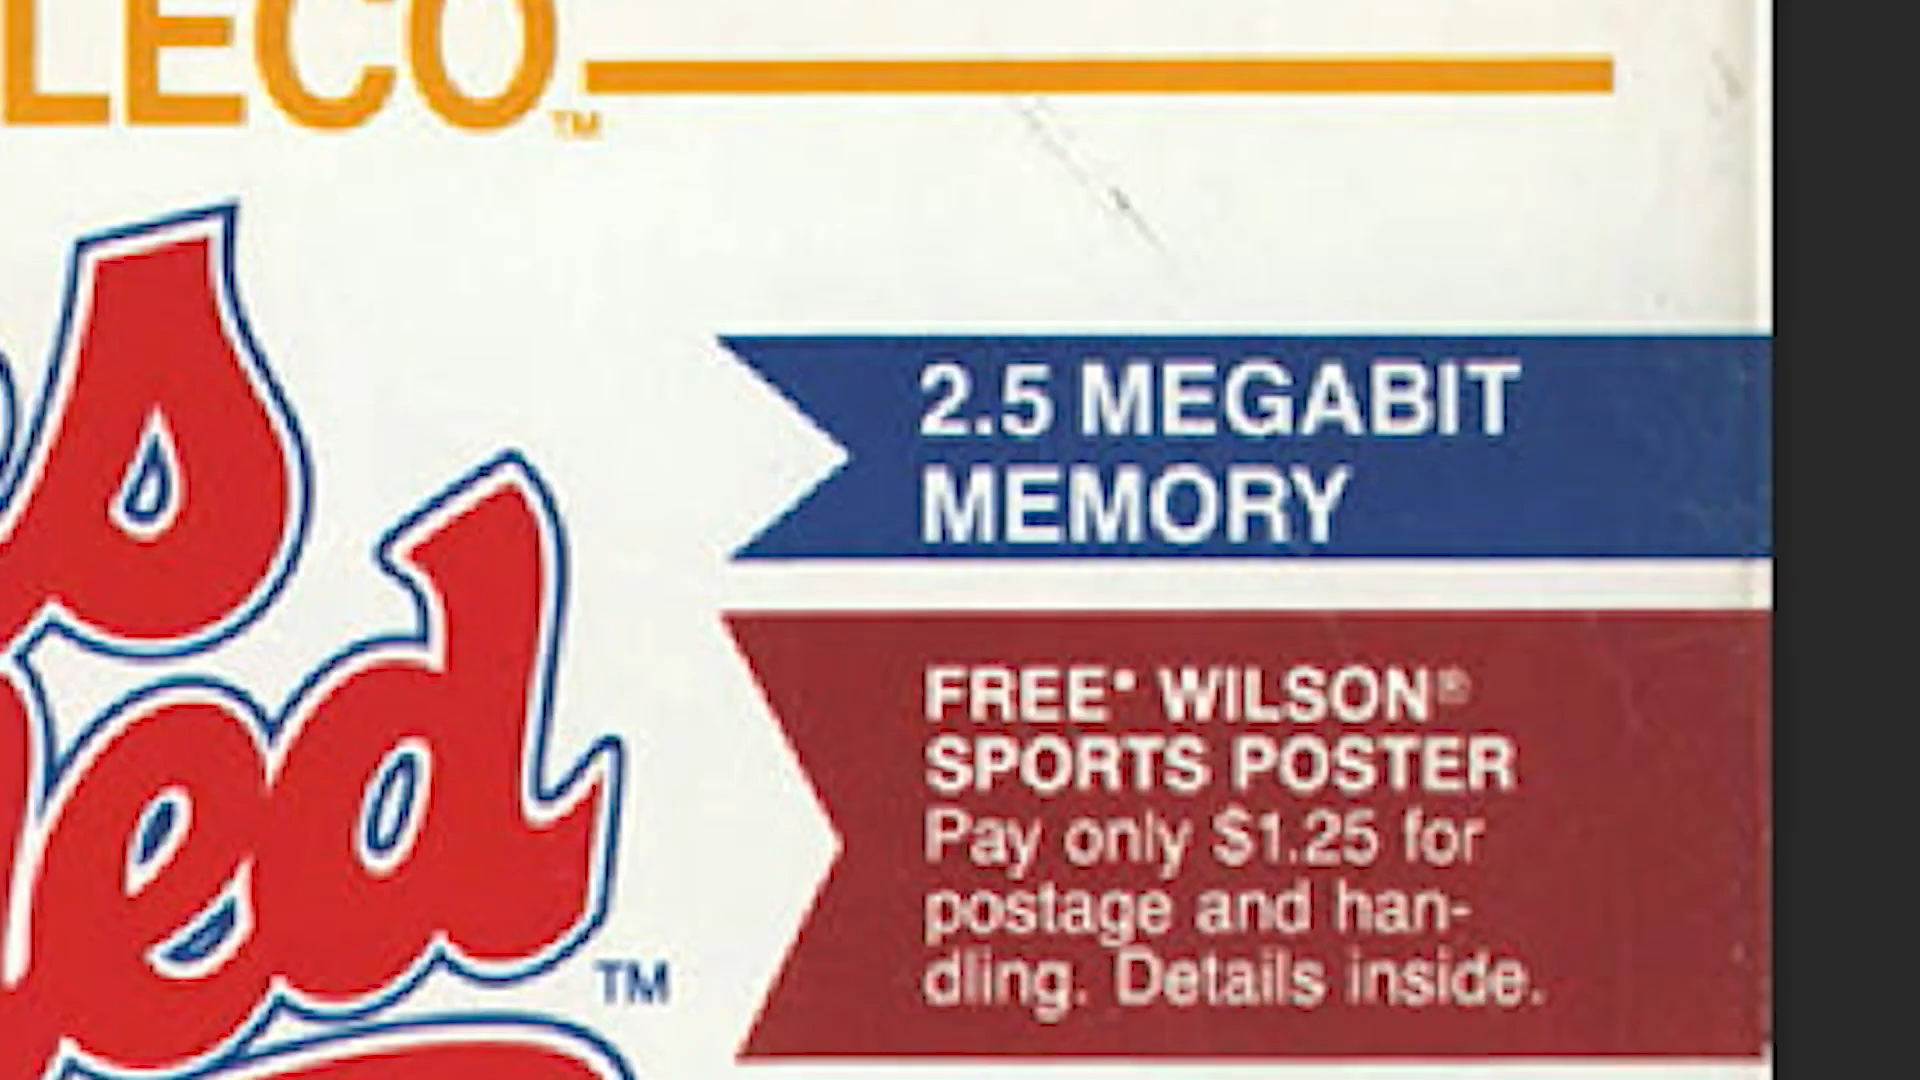 LECO™
s
ed™
2.5 MEGABIT
MEMORY
FREE* WILSON®
SPORTS POSTER
Pay only $1.25 for
postage and han-
dling. Details inside.